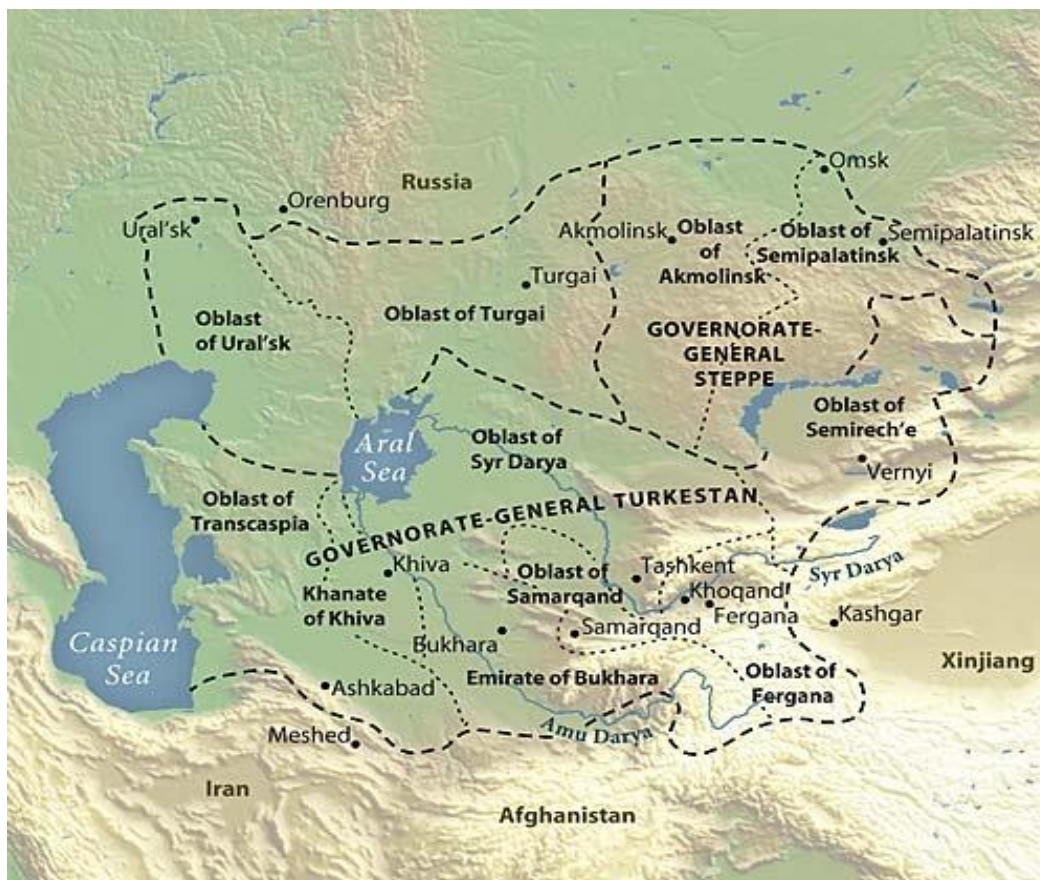 Russia
Omsk
Orenburg
Ural'sk
Akmolinsk
Oblast
of
Akmolinsk
Oblast of
Semipalatinsk
Semipalatinsk
Turgai
Oblast
of Ural'sk
Oblast of Turgai
GOVERNORATE-
GENERAL
STEPPE
Oblast of
Semirech'e
Aral
Sea
Oblast of
Syr Darya
Vernyi
Oblast of
Transcaspia
GOVERNORATE-GENERAL TURKESTAN
Khiva
Khanate
of Khiva
Oblast of
Samarqand
Tashkent
Syr Darya
Khoqand
Fergana
Kashgar
Samarqand
Bukhara
Caspian
Sea
Xinjiang
Emirate of Bukhara
Oblast of
Fergana
Ashkabad
Amu Darya
Meshed
Iran
Afghanistan